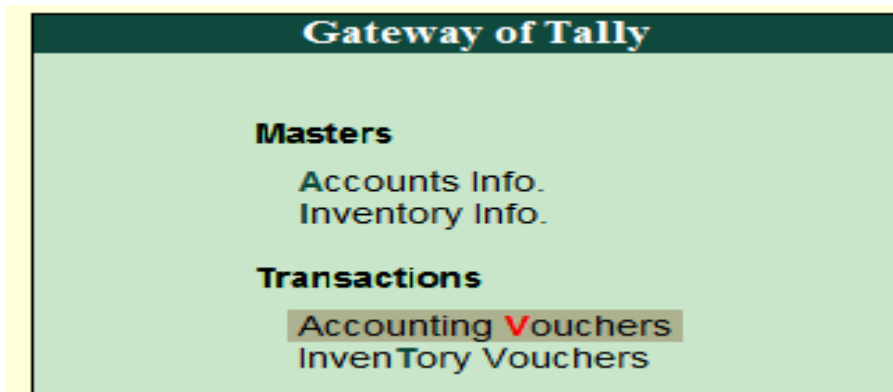 Gateway of Tally
Masters
Accounts Info.
Inventory Info.
Transactions
Accounting Vouchers
InvenTory Vouchers